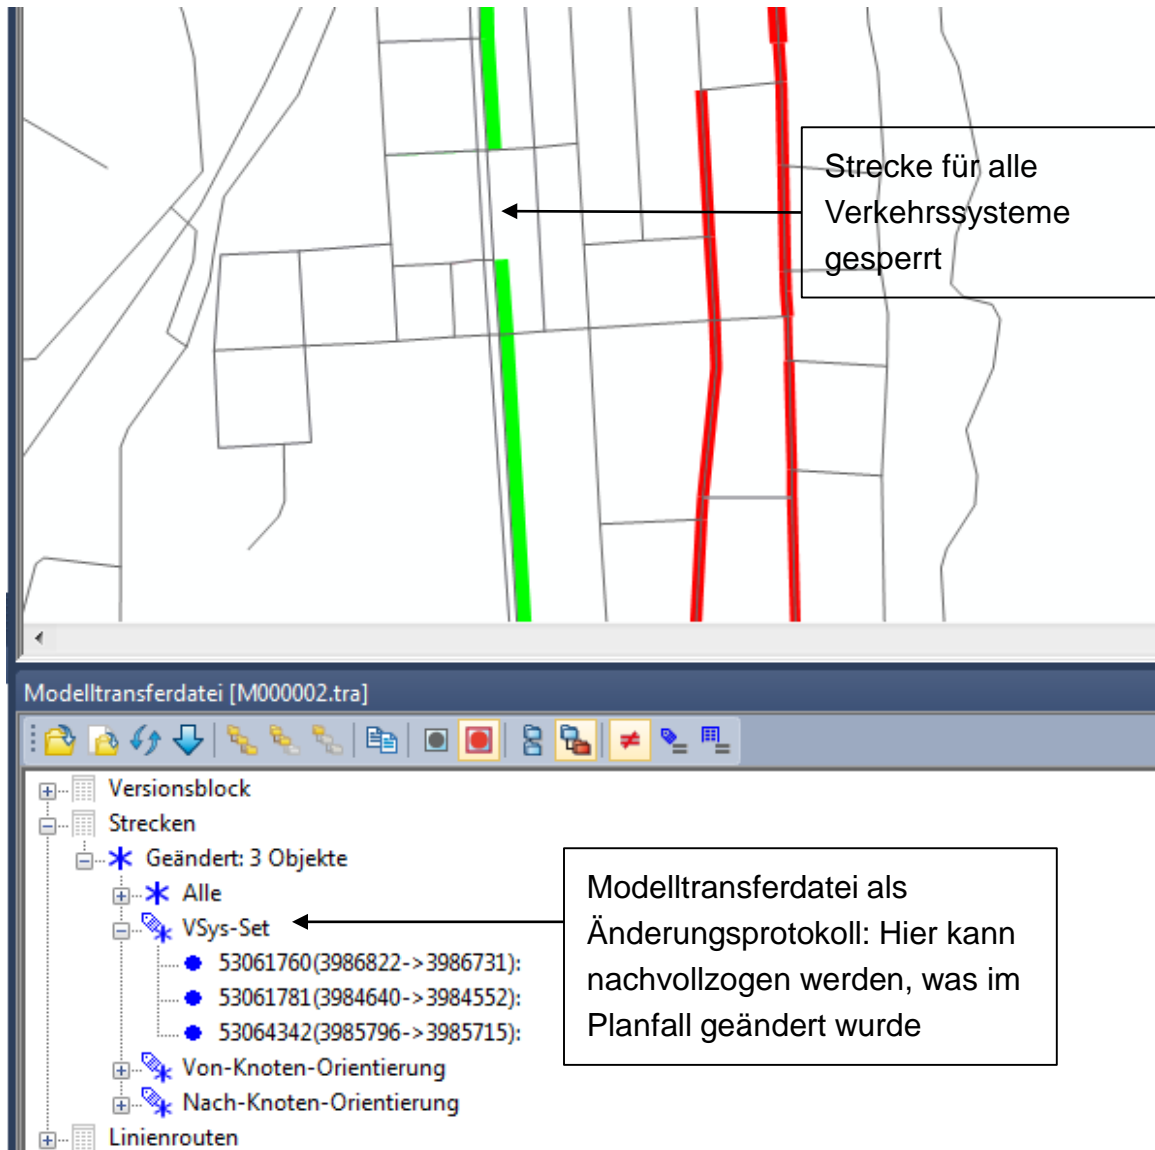 Strecke für alle
Verkehrssysteme
gesperrt
Modelltransferdatei [M000002.tra]
Versionsblock
Strecken
Geändert: 3 Objekte
Alle
VSys-Set
53061760(3986822->3986731):
53061781(3984640->3984552):
53064342(3985796->3985715):
Von-Knoten-Orientierung
Nach-Knoten-Orientierung
Linienrouten
Modelltransferdatei als
Änderungsprotokoll: Hier kann
nachvollzogen werden, was im
Planfall geändert wurde